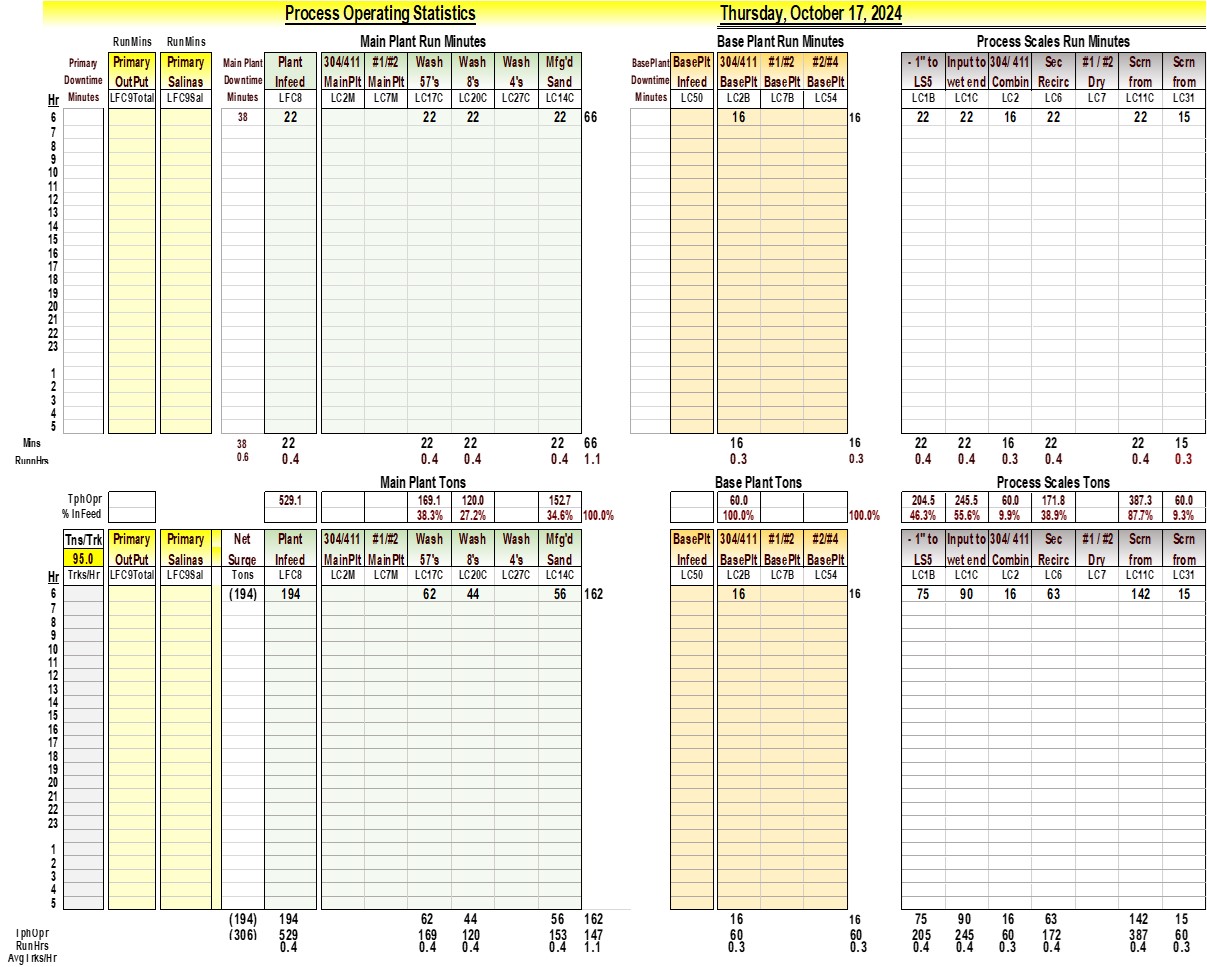 Process Operating Statistics Thursday, October 17, 2024
RunMins RunMins Main Plant Run Minutes Base Plant Run Minutes Process Scales Run Minutes
Primary Primary Primary Main Plant Plant 304/411 #1/#2 Wash Wash Wash Mfg'd BasePlant BasePlt 304/411 #1/#2 #2/#4 - 1" to Input to 304/ 411 Sec #1 / #2 Scrn Scrn
Downtime OutPut Salinas Downtime Infeed MainPlt MainPlt 57's 8's 4's Sand Downtime Infeed BasePlt BasePlt BasePlt LS5 wet end Combin Recirc Dry from from
Hr Minutes LFC9Total LFC9Sal Minutes LFC8 LC2M LC7M LC17C LC20C LC27C LC14C Minutes LC50 LC2B LC7B LC54 LC1B LC1C LC2 LC6 LC7 LC11C LC31
6 38 22 22 22 22 66 16 16 22 22 16 22 22 15
7
8
9
10
11
12
13
14
15
16
17
18
19
20
21
22
23
1
2
3
4
5
Mins 38 22 22 22 22 66 16 16 22 22 16 22 22 15
RunnHrs 0.6 0.4 0.4 0.4 0.4 1.1 0.3 0.3 0.4 0.4 0.3 0.4 0.4 0.3
Main Plant Tons Base Plant Tons Process Scales Tons
TphOpr 529.1 169.1 120.0 152.7 60.0 204.5 245.5 60.0 171.8 387.3 60.0
% InFeed 38.3% 27.2% 34.6% 100.0% 100.0% 100.0% 46.3% 55.6% 9.9% 38.9% 87.7% 9.3%
Tns/Trk Primary Primary Net Plant 304/411 #1/#2 Wash Wash Wash Mfg'd BasePlt 304/411 #1/#2 #2/#4 - 1" to Input to 304/ 411 Sec #1 / #2 Scrn Scrn
95.0 OutPut Salinas Surge Infeed MainPlt MainPlt 57's 8's 4's Sand Infeed BasePlt BasePlt BasePlt LS5 wet end Combin Recirc Dry from from
Hr Trks/Hr LFC9Total LFC9Sal Tons LFC8 LC2M LC7M LC17C LC20C LC27C LC14C LC50 LC2B LC7B LC54 LC1B LC1C LC2 LC6 LC7 LC11C LC31
6 (194) 194 62 44 56 162 16 16 75 90 16 63 142 15
7
8
9
10
11
12
13
14
15
16
17
18
19
20
21
22
23
1
2
3
4
5
(194) 194 62 44 56 162 16 16 75 90 16 63 142 15
TphOpr (306) 529 169 120 153 147 60 60 205 245 60 172 387 60
RunHrs 0.4 0.4 0.4 0.4 1.1 0.3 0.3 0.4 0.4 0.3 0.4 0.4 0.3
AvgTrks/Hr